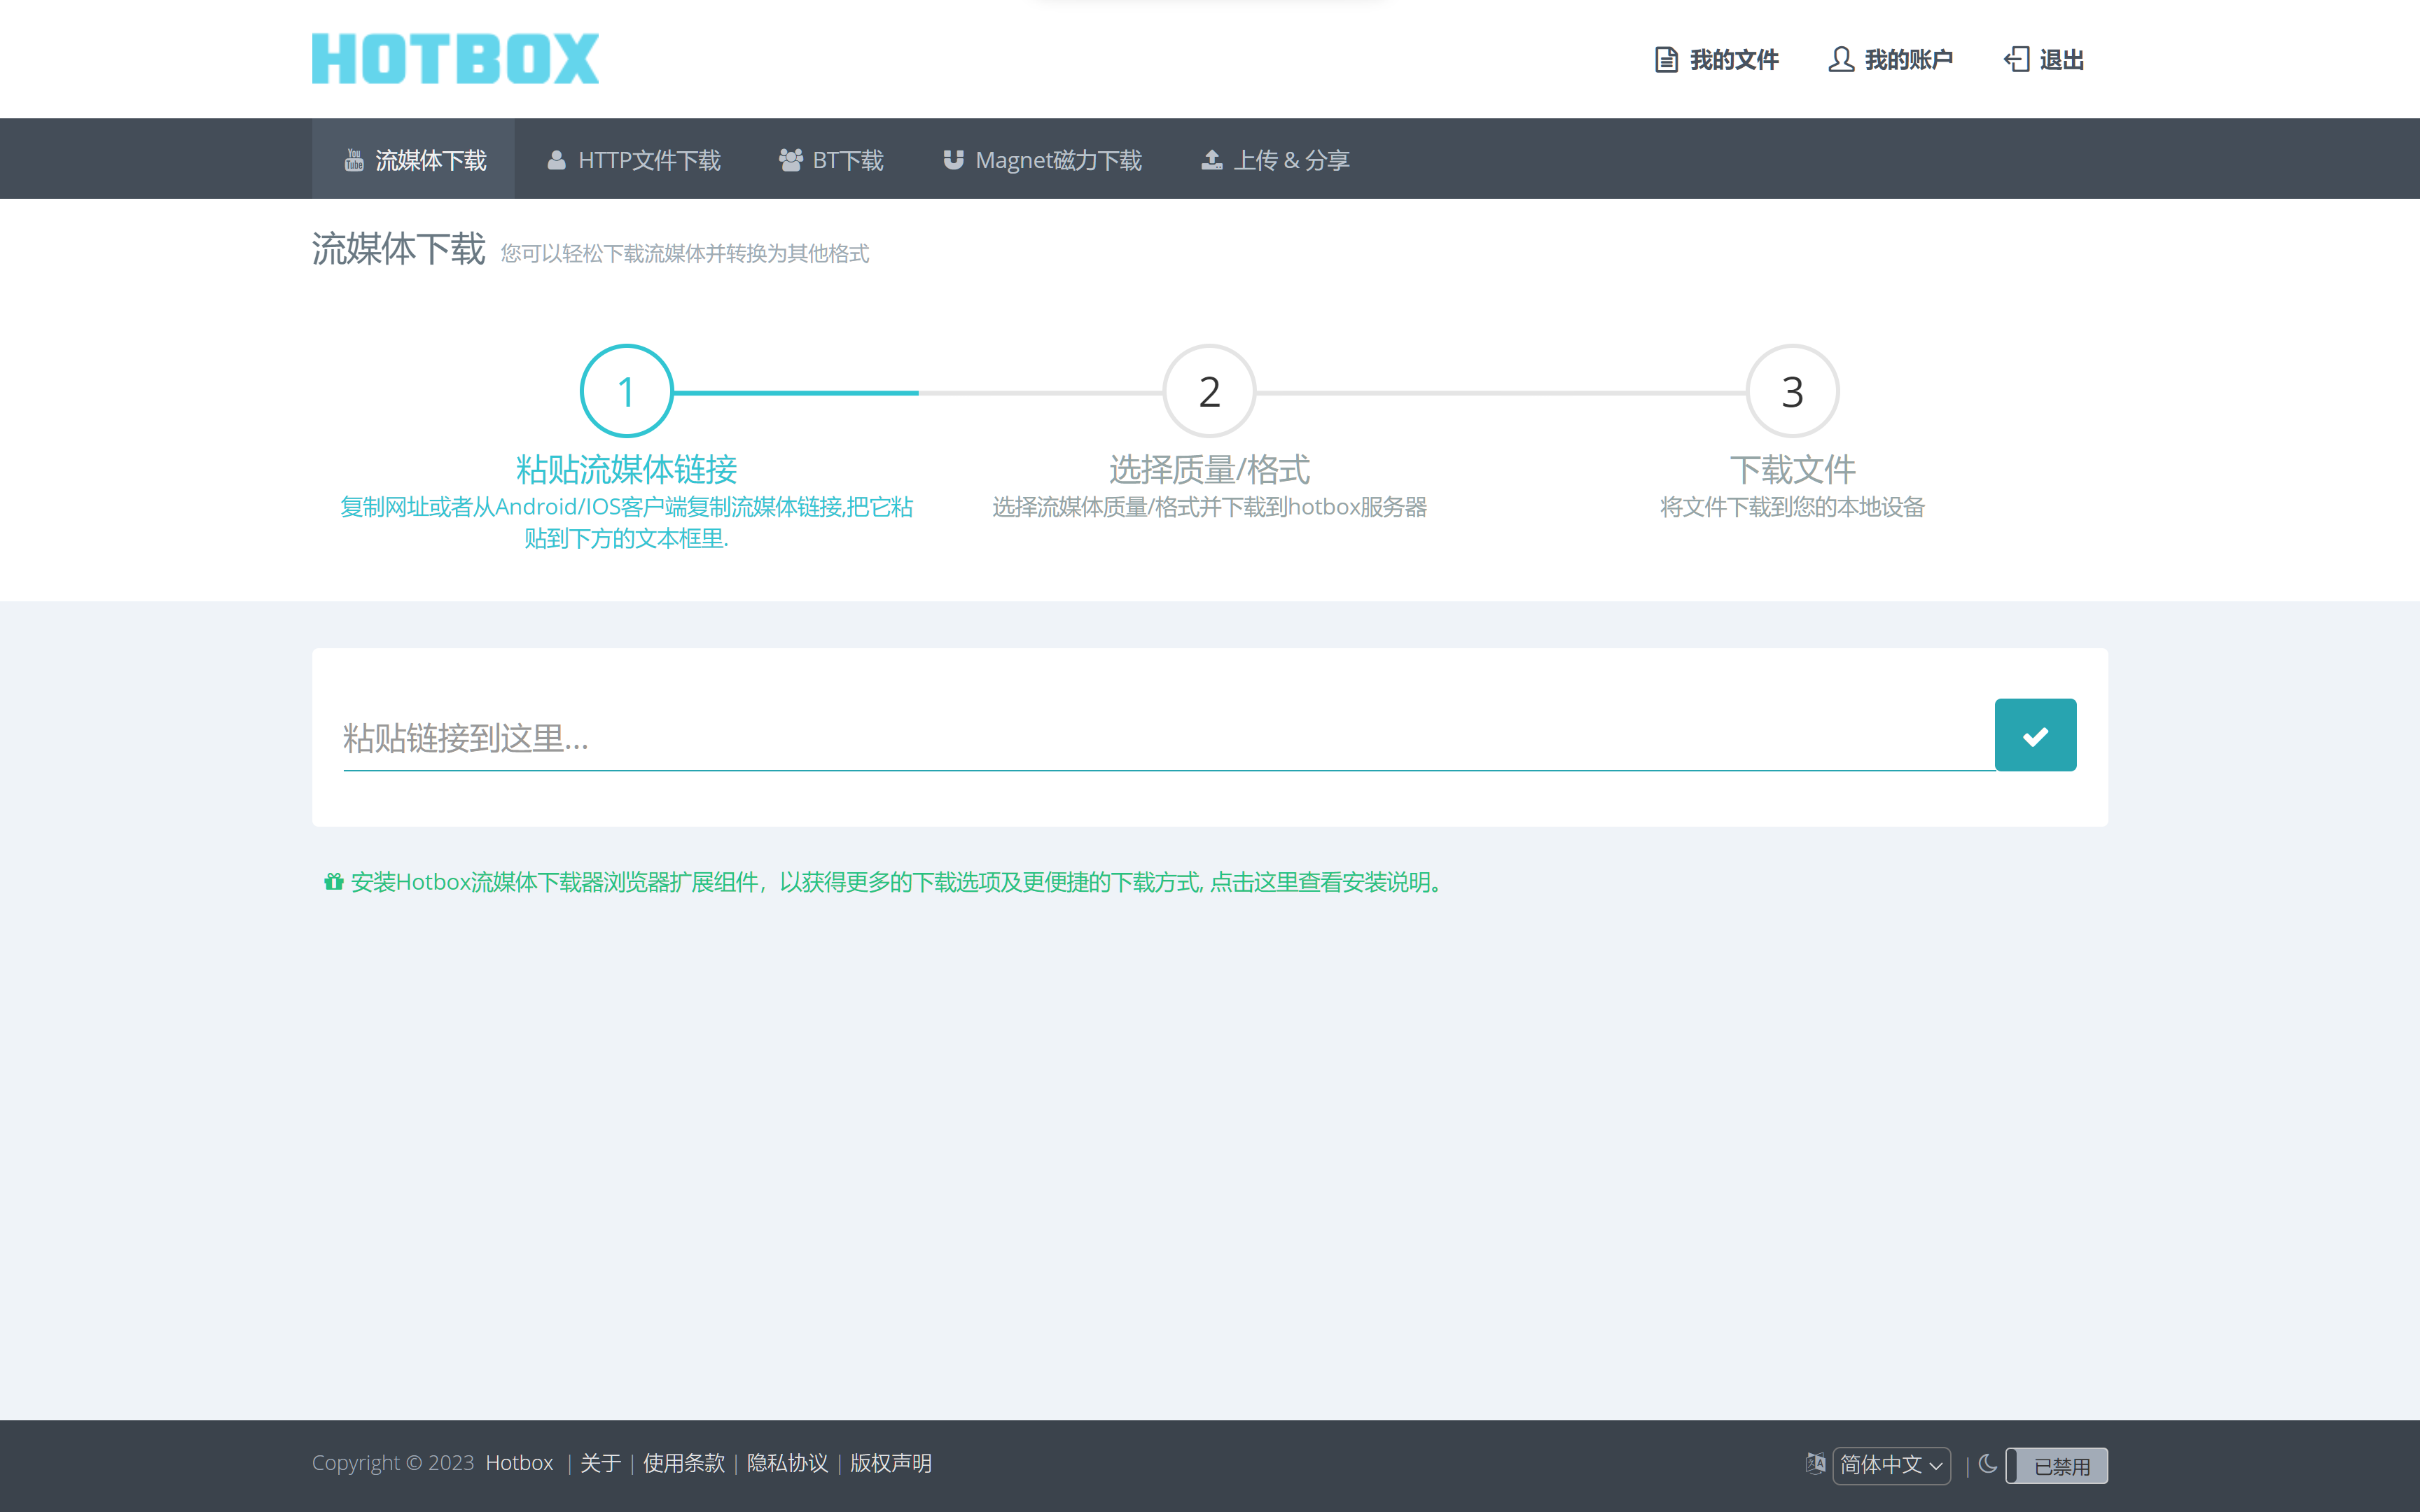 HOTBOX
我的文件 我的账户 退出
You Tube 流媒体下载 HTTP文件下载 BT下载 Magnet磁力下载 上传 & 分享
流媒体下载 您可以轻松下载流媒体并转换为其他格式
1 2 3
粘贴流媒体链接 选择质量/格式 下载文件
复制网址或者从Android/IOS客户端复制流媒体链接,把它粘 选择流媒体质量/格式并下载到hotbox服务器 将文件下载到您的本地设备
贴到下方的文本框里.
粘贴链接到这里...
安装Hotbox流媒体下载器浏览器扩展组件，以获得更多的下载选项及更便捷的下载方式, 点击这里查看安装说明。
Copyright © 2023 Hotbox | 关于 | 使用条款 | 隐私协议 | 版权声明 简体中文 | 已禁用